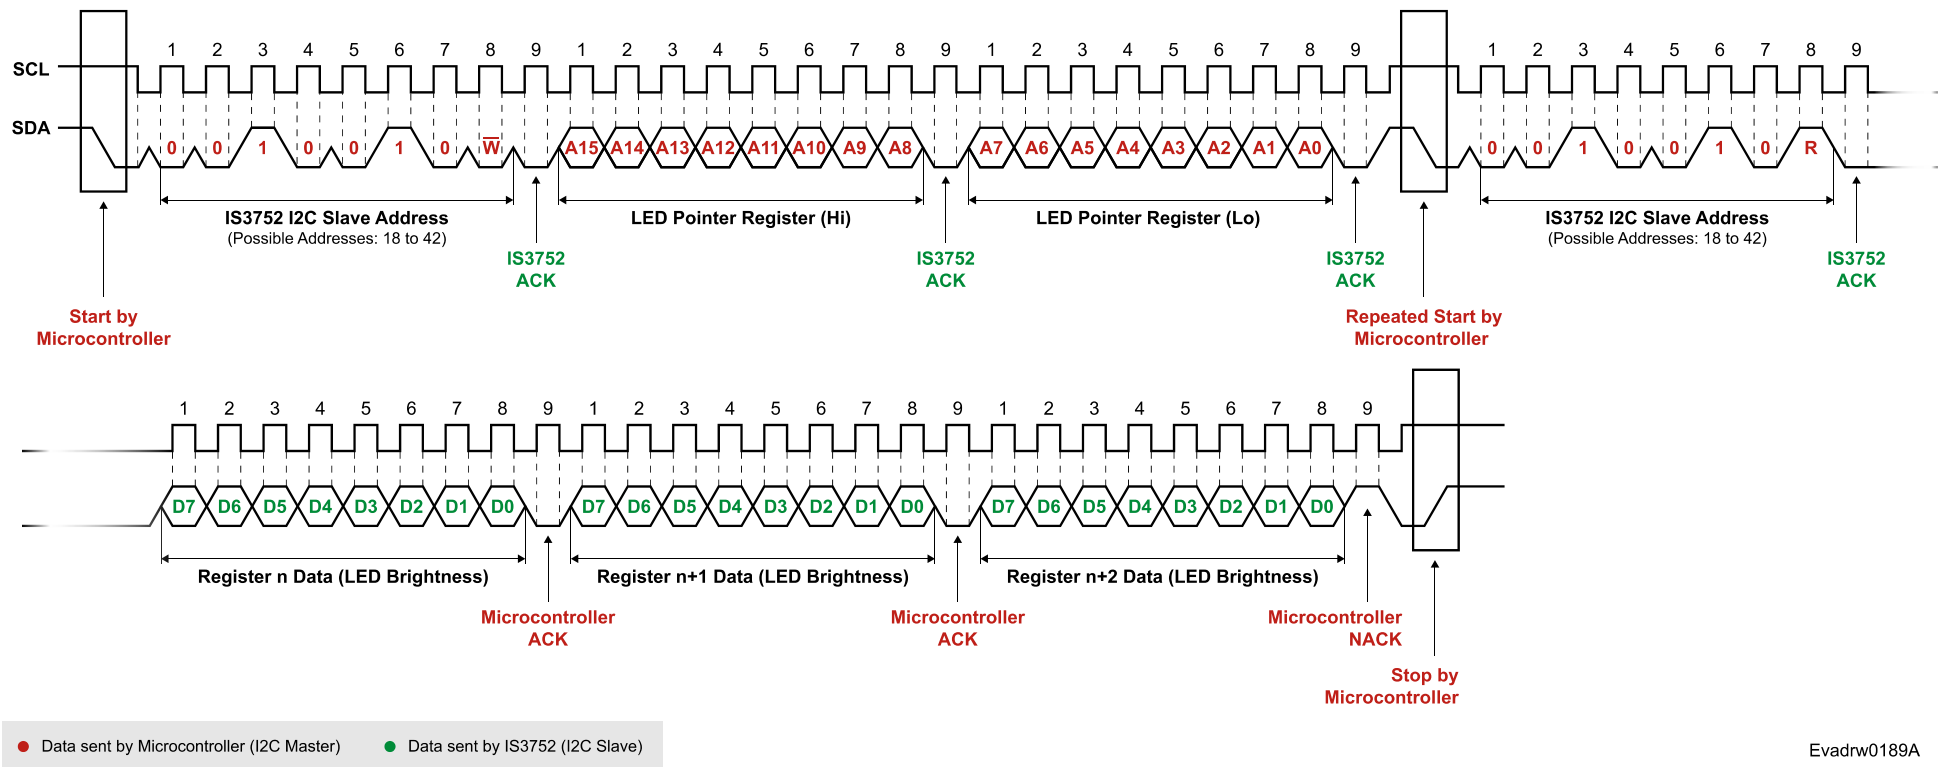 1 2 3 4 5 6 7 8 9 1 2 3 4 5 6 7 8 9 1 2 3 4 5 6 7 8 9 1 2 3 4 5 6 7 8 9
SCL
SDA
0 0 1 0 0 1 0 W̅ A15 A14 A13 A12 A11 A10 A9 A8 A7 A6 A5 A4 A3 A2 A1 A0 0 0 1 0 0 1 0 R
IS3752 I2C Slave Address
(Possible Addresses: 18 to 42)
LED Pointer Register (Hi)
LED Pointer Register (Lo)
IS3752 I2C Slave Address
(Possible Addresses: 18 to 42)
IS3752
ACK
IS3752
ACK
IS3752
ACK
IS3752
ACK
Start by
Microcontroller
Repeated Start by
Microcontroller
1 2 3 4 5 6 7 8 9 1 2 3 4 5 6 7 8 9 1 2 3 4 5 6 7 8 9
D7 D6 D5 D4 D3 D2 D1 D0 D7 D6 D5 D4 D3 D2 D1 D0 D7 D6 D5 D4 D3 D2 D1 D0
Register n Data (LED Brightness)
Register n+1 Data (LED Brightness)
Register n+2 Data (LED Brightness)
Microcontroller
ACK
Microcontroller
ACK
Microcontroller
NACK
Stop by
Microcontroller
Data sent by Microcontroller (I2C Master)
Data sent by IS3752 (I2C Slave)
Evadrw0189A